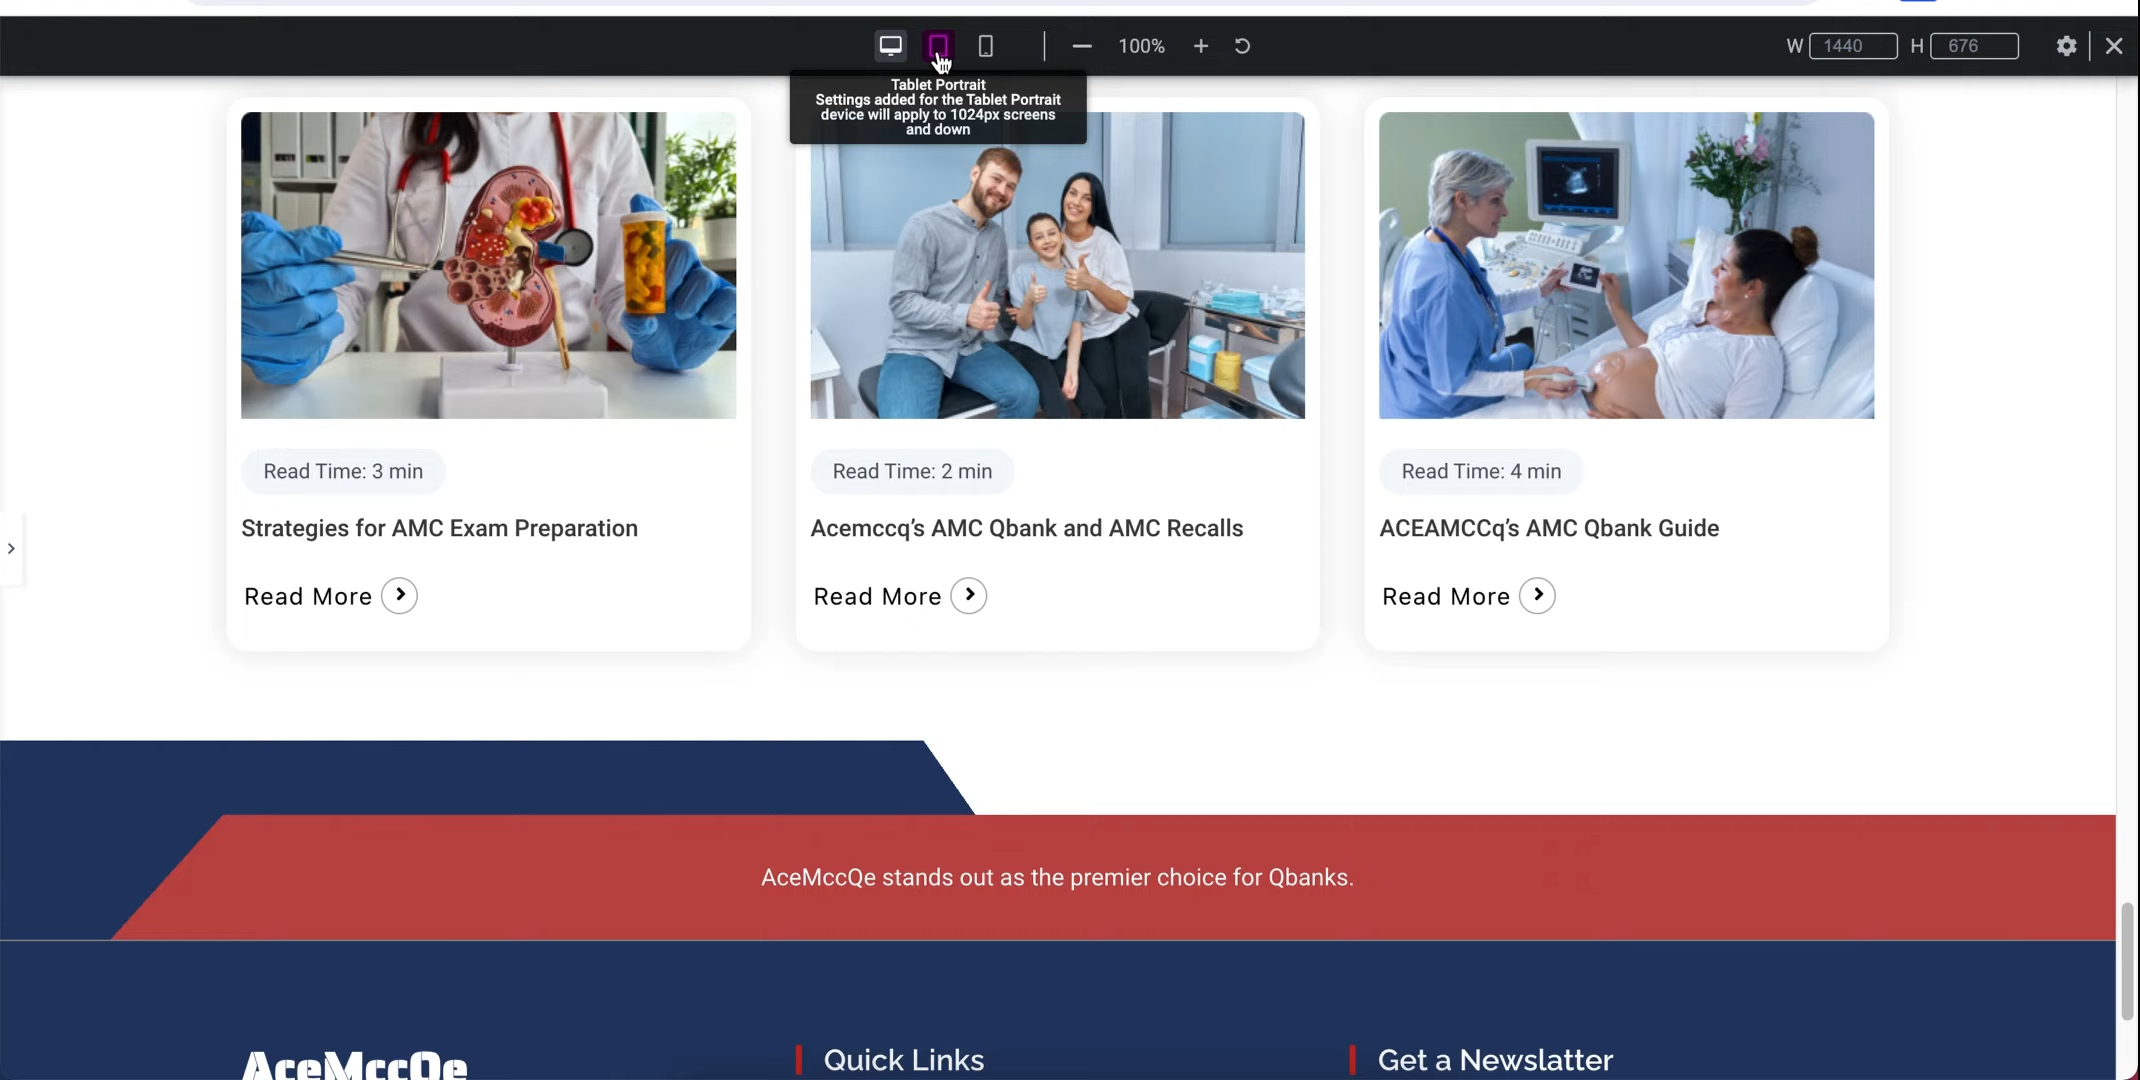 100%
W 1440 H 676
Tablet Portrait
Settings added for the Tablet Portrait
device will apply to 1024px screens
and down
Read Time: 3 min
Strategies for AMC Exam Preparation
Read More
Read Time: 2 min
Acemccq’s AMC Qbank and AMC Recalls
Read More
Read Time: 4 min
ACEAMCCq’s AMC Qbank Guide
Read More
AceMccQe stands out as the premier choice for Qbanks.
AceMccQe
Quick Links
Get a Newslatter